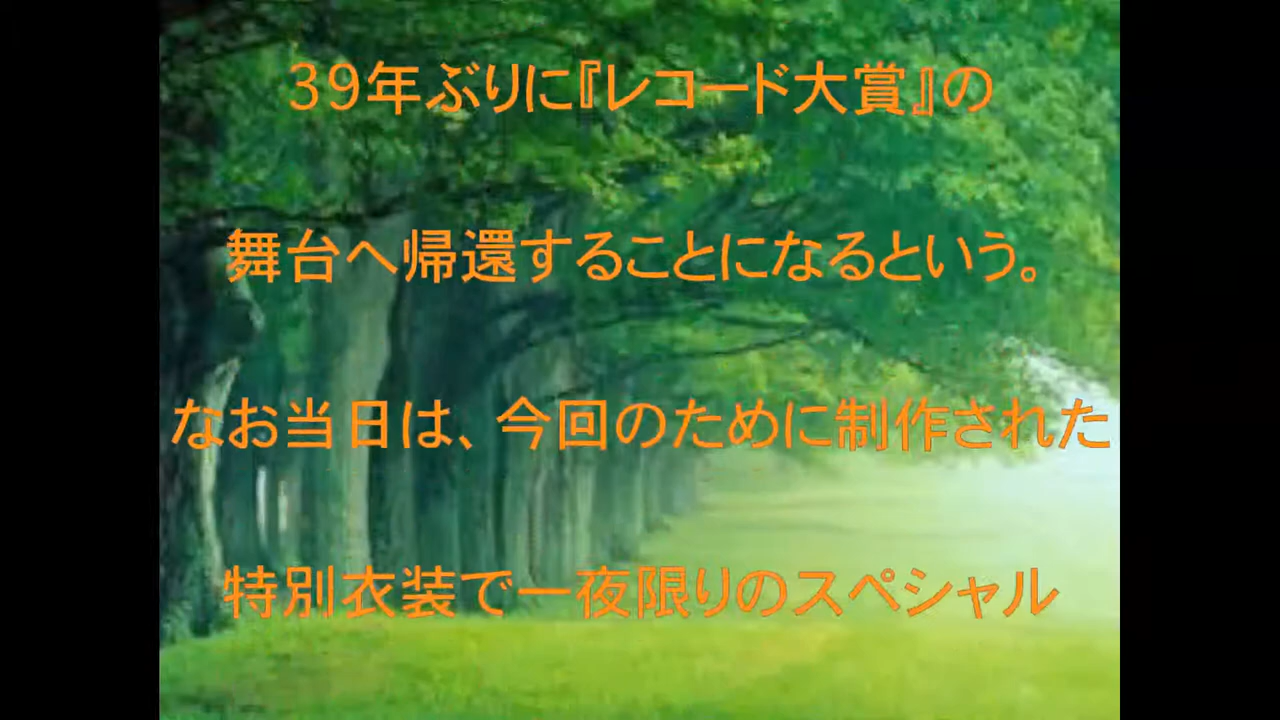 39年ぶりに『レコード大賞』の
舞台へ帰還することになるという。
なお当日は、今回のために制作された
特別衣装で一夜限りのスペシャル